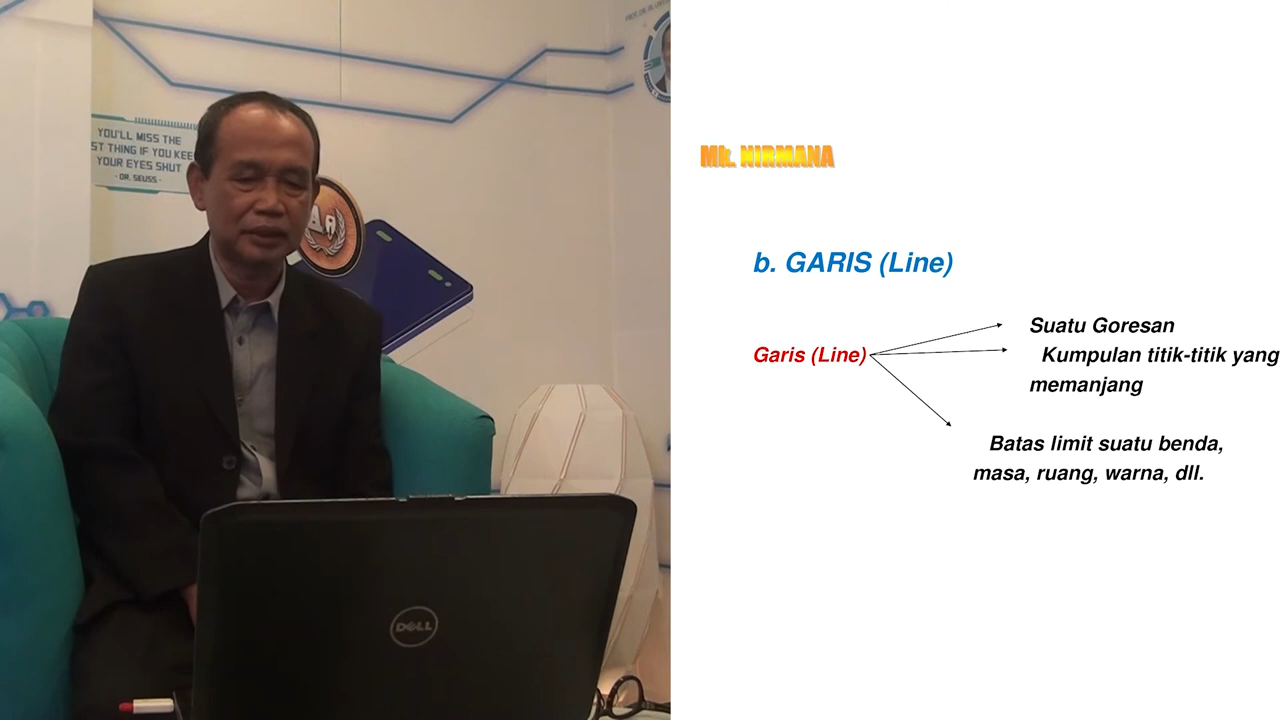 YOU'LL MISS THE
ST THING IF YOU KEE
YOUR EYES SHUT
- DR. SEUSS -
DELL
Mk. NIRMANA
b. GARIS (Line)
Garis (Line)
Suatu Goresan
Kumpulan titik-titik yang
memanjang
Batas limit suatu benda,
masa, ruang, warna, dll.